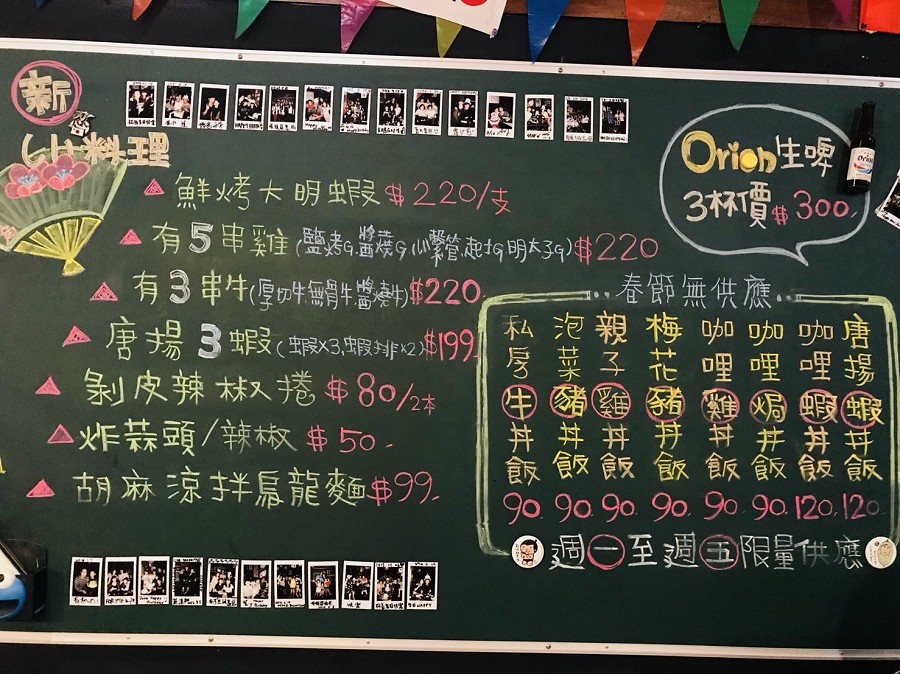 新
小料理
鮮烤大明蝦 $220/支
有5串雞(鹽烤G.醬燒G.小繫管.起士G.明太子G)$220
有3串牛(厚切牛.無骨牛.醬燒牛)$220.
唐揚3蝦(蝦x3,蝦排x2)$199.
剝皮辣椒捲 $80/2本
炸蒜頭/辣椒 $50.-
胡麻涼拌烏龍麵$99.
Orion生啤
3杯價 $300.
春節無供應
私房牛丼飯 90.
泡菜豬丼飯 90.
親子雞丼飯 90.
梅花豬丼飯 90.
咖哩雞丼飯 90.
咖哩焗丼飯 90.
咖哩蝦丼飯 120.
唐揚蝦丼飯 120.
週一至週五限量供應